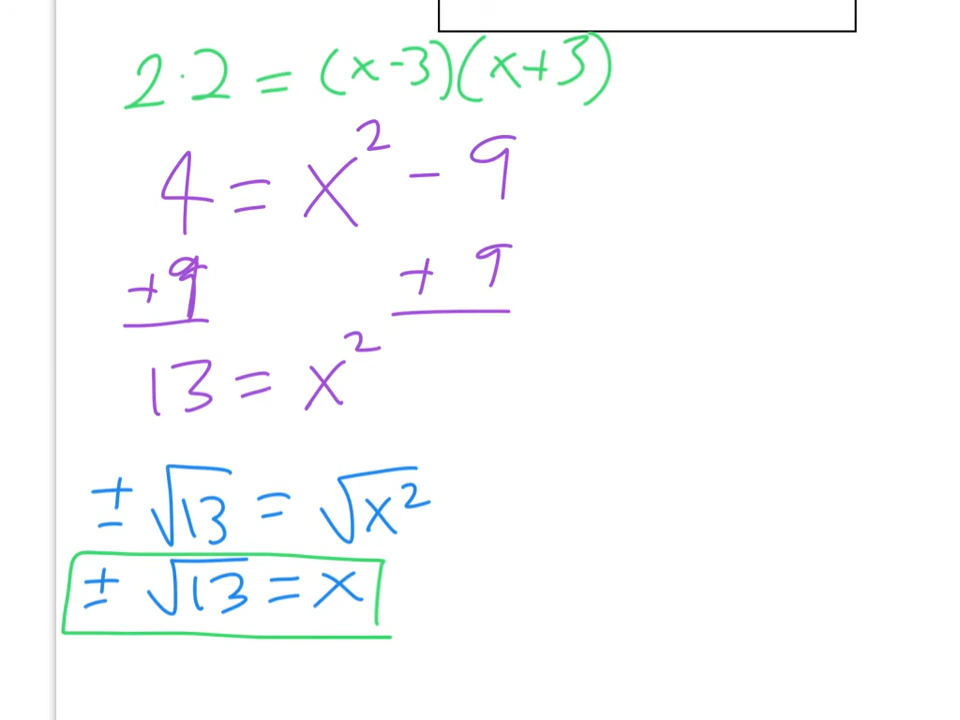 2·2 = (x-3)(x+3)
4 = x² - 9
+9 + 9
13 = x²
± √13 = √x²
± √13 = x